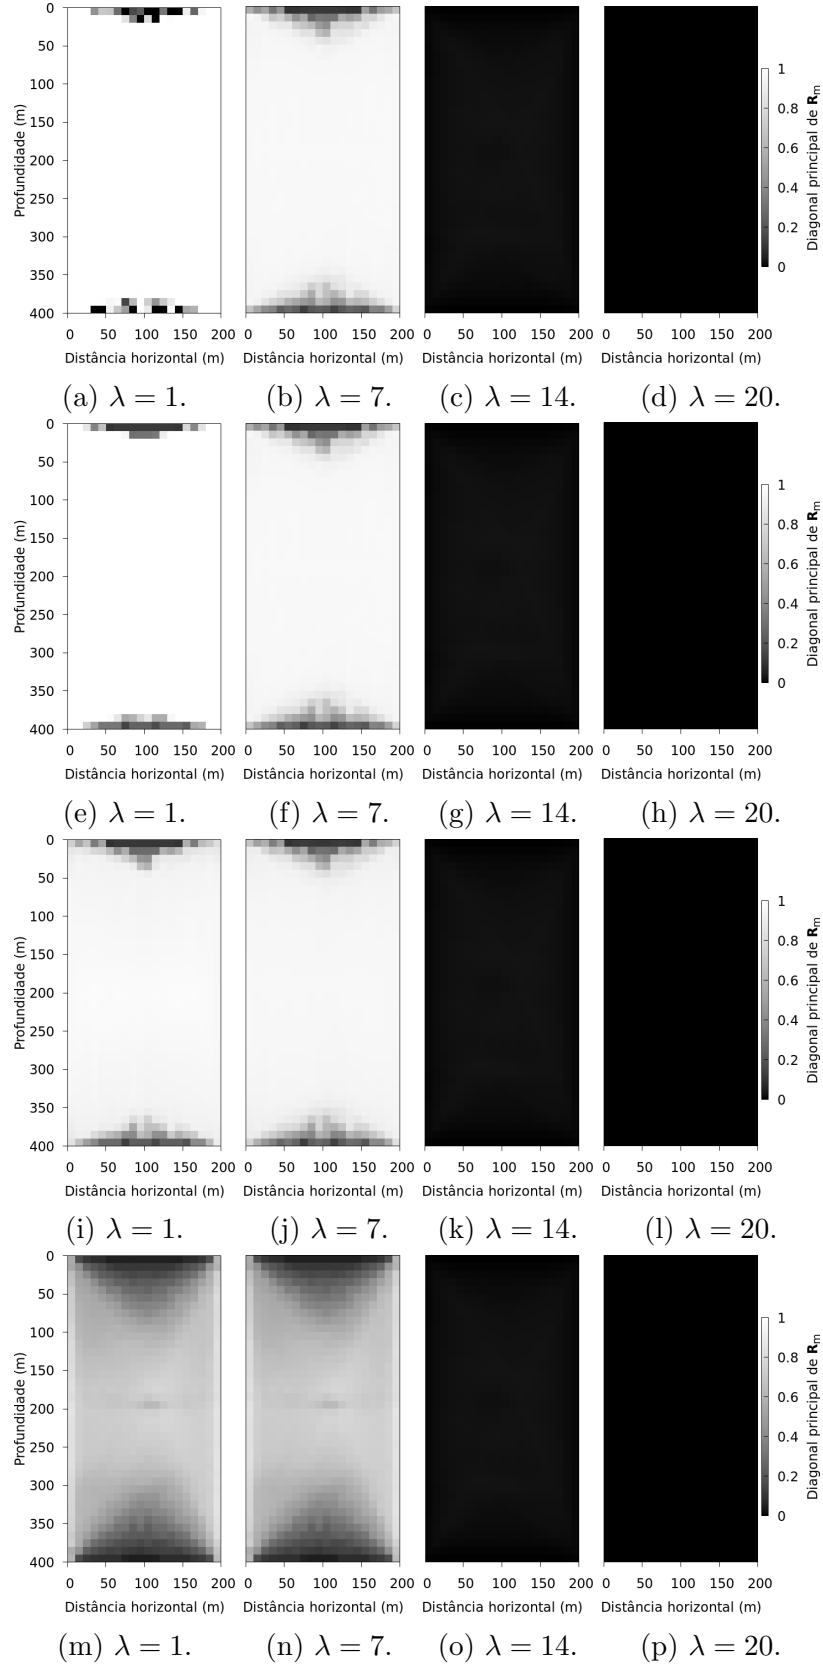 0
50
100
150
200
250
300
350
400
Profundidade (m)
0 50 100 150 200
0 50 100 150 200
0 50 100 150 200
0 50 100 150 200
Distância horizontal (m)
Distância horizontal (m)
Distância horizontal (m)
Distância horizontal (m)
1
0.8
0.6
0.4
0.2
0
Diagonal principal de Rm
(a) λ = 1.
(b) λ = 7.
(c) λ = 14.
(d) λ = 20.
0
50
100
150
200
250
300
350
400
Profundidade (m)
0 50 100 150 200
0 50 100 150 200
0 50 100 150 200
0 50 100 150 200
Distância horizontal (m)
Distância horizontal (m)
Distância horizontal (m)
Distância horizontal (m)
1
0.8
0.6
0.4
0.2
0
Diagonal principal de Rm
(e) λ = 1.
(f) λ = 7.
(g) λ = 14.
(h) λ = 20.
0
50
100
150
200
250
300
350
400
Profundidade (m)
0 50 100 150 200
0 50 100 150 200
0 50 100 150 200
0 50 100 150 200
Distância horizontal (m)
Distância horizontal (m)
Distância horizontal (m)
Distância horizontal (m)
1
0.8
0.6
0.4
0.2
0
Diagonal principal de Rm
(i) λ = 1.
(j) λ = 7.
(k) λ = 14.
(l) λ = 20.
0
50
100
150
200
250
300
350
400
Profundidade (m)
0 50 100 150 200
0 50 100 150 200
0 50 100 150 200
0 50 100 150 200
Distância horizontal (m)
Distância horizontal (m)
Distância horizontal (m)
Distância horizontal (m)
1
0.8
0.6
0.4
0.2
0
Diagonal principal de Rm
(m) λ = 1.
(n) λ = 7.
(o) λ = 14.
(p) λ = 20.